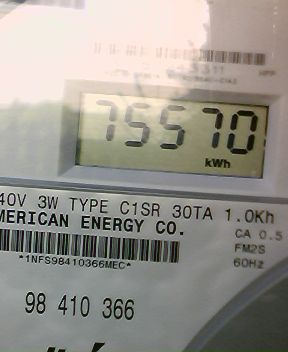 75570
kWh
40V 3W TYPE C1SR 30TA 1.0Kh
MERICAN ENERGY CO.
CA 0.5
*1NFS98410366MEC*
FM2S
60Hz
98 410 366